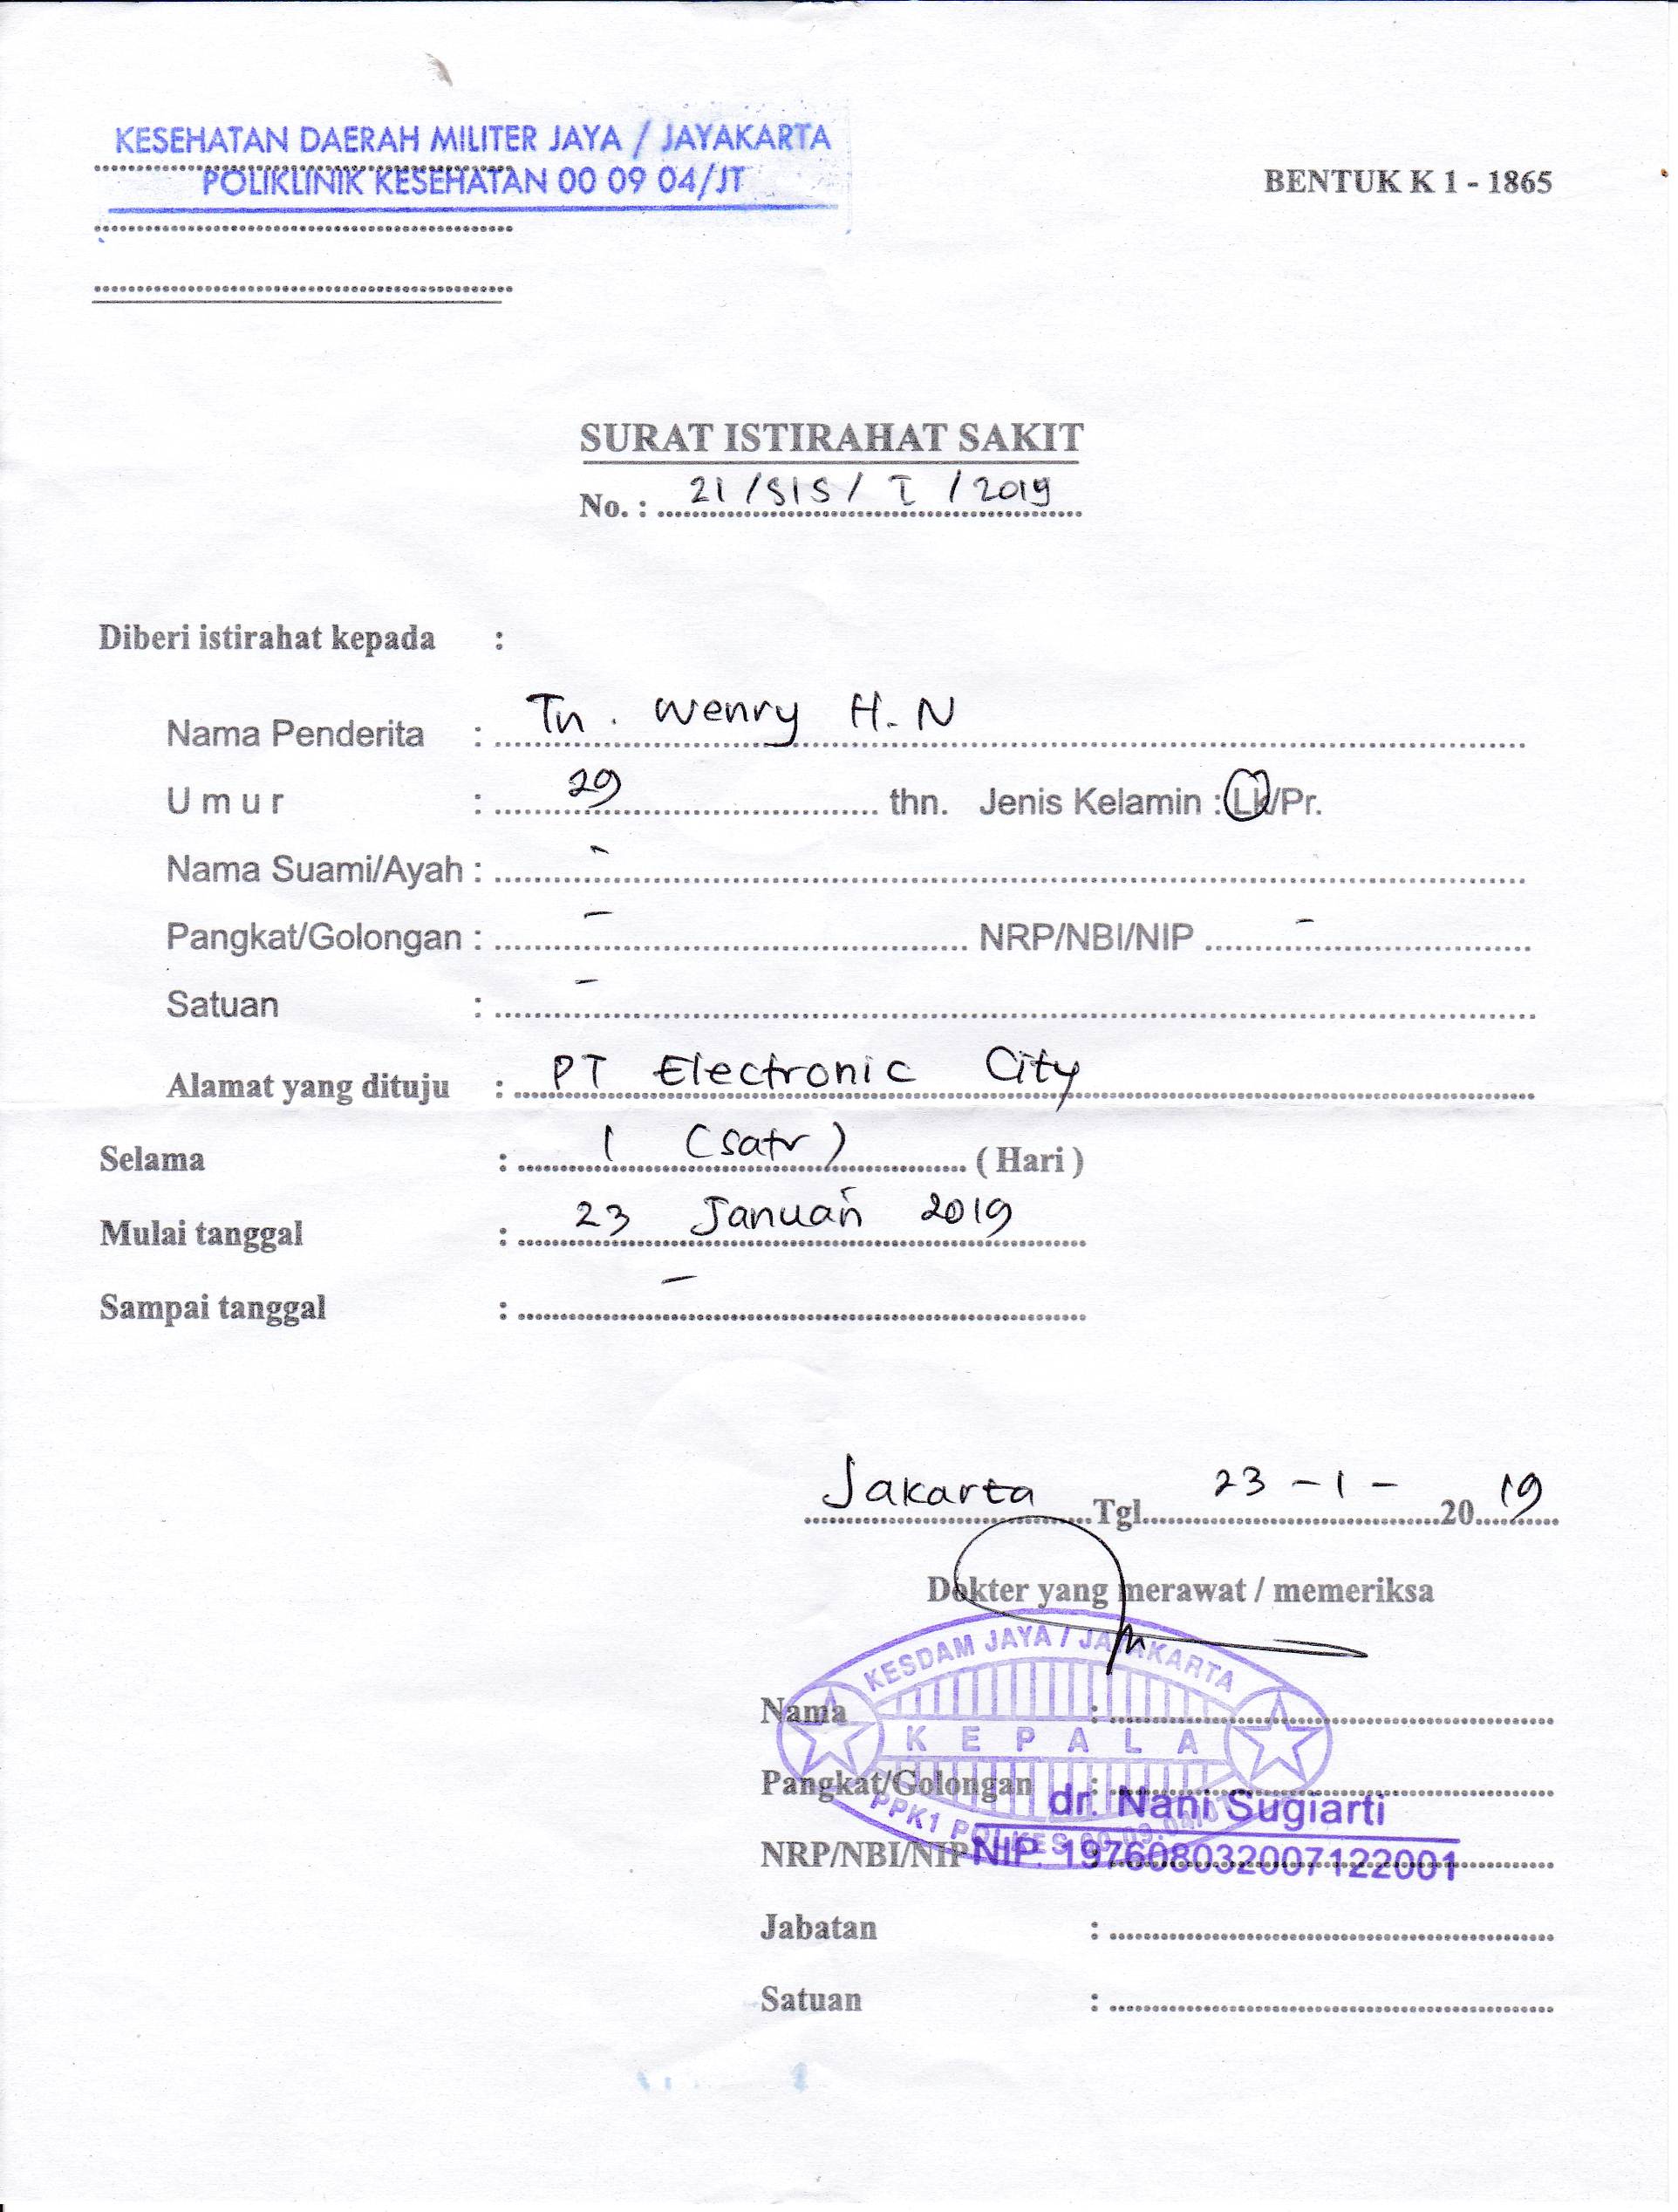 KESEHATAN DAERAH MILITER JAYA / JAYAKARTA
POLIKLINIK KESEHATAN 00 09 04/JT
BENTUK K 1 - 1865
SURAT ISTIRAHAT SAKIT
No. : 21 / SIS / I / 2019
Diberi istirahat kepada :
Nama Penderita : Tn. Wenry H.N
Umur : 29 thn. Jenis Kelamin : Lk/Pr.
Nama Suami/Ayah : -
Pangkat/Golongan : - NRP/NBI/NIP -
Satuan : -
Alamat yang dituju : PT Electronic City
Selama : 1 (satu) ( Hari )
Mulai tanggal : 23 Januari 2019
Sampai tanggal : -
Jakarta Tgl. 23 - 1 - 20 19
Dokter yang merawat / memeriksa
KESDAM JAYA / JAYAKARTA
Nama :
K E P A L A
Pangkat/Golongan :
dr. Nani Sugiarti
PPK1 POLKES 00.09.04
NRP/NBI/NIP NIP. 197608032007122001
Jabatan :
Satuan :